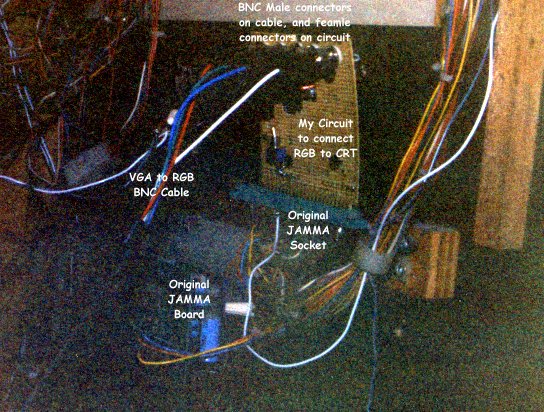 BNC Male connectors
on cable, and feamle
connectors on circuit
My Circuit
to connect
RGB to CRT
VGA to RGB
BNC Cable
Original
JAMMA
Socket
Original
JAMMA
Board